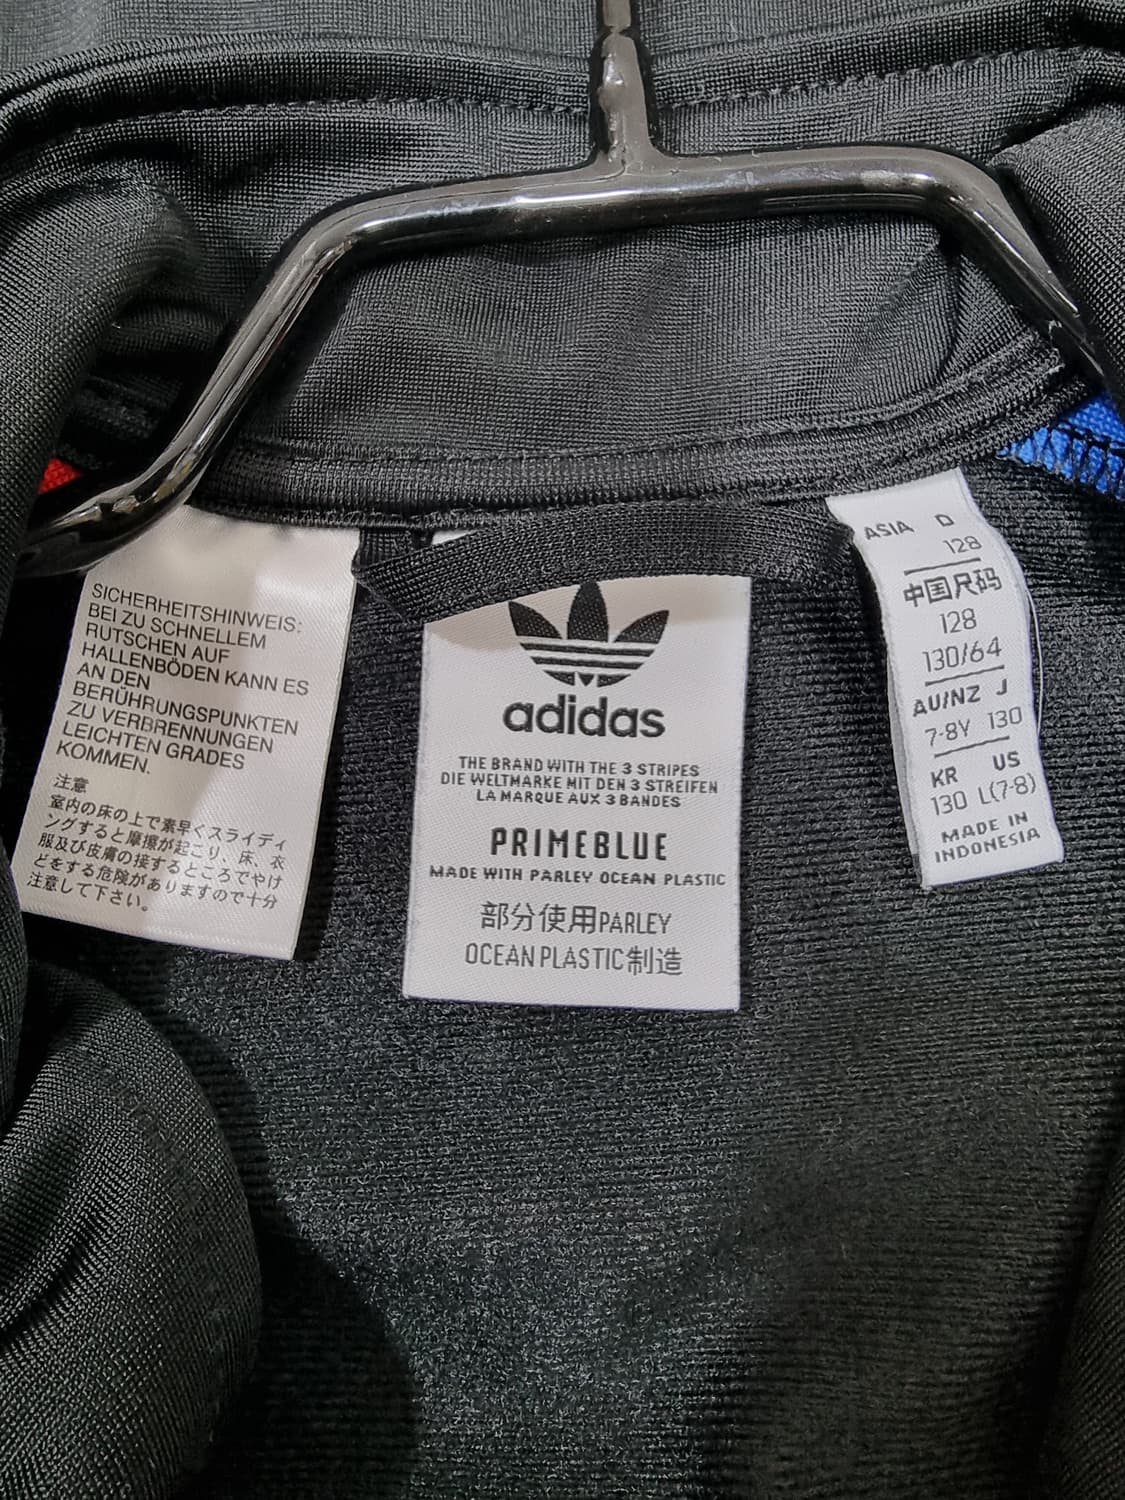 SICHERHEITSHINWEIS:
BEI ZU SCHNELLEM
RUTSCHEN AUF
HALLENBÖDEN KANN ES
AN DEN
BERÜHRUNGSPUNKTEN
ZU VERBRENNUNGEN
LEICHTEN GRADES
KOMMEN.
注意
室内の床の上で素早くスライディ
ングすると摩擦が起こり、床、衣
服及び皮膚の接するところでやけ
どをする危険がありますので十分
注意して下さい。
adidas
THE BRAND WITH THE 3 STRIPES
DIE WELTMARKE MIT DEN 3 STREIFEN
LA MARQUE AUX 3 BANDES
PRIMEBLUE
MADE WITH PARLEY OCEAN PLASTIC
部分使用PARLEY
OCEAN PLASTIC制造
ASIA D
128
中国尺码
128
130/64
AU/NZ J
7-8Y 130
KR US
130 L(7-8)
MADE IN
INDONESIA